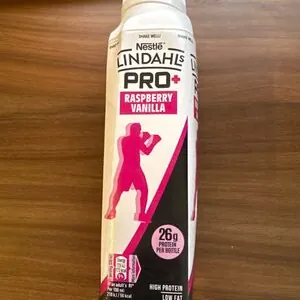 SHAKE WELL!
Nestlé
LINDAHLS
PRO+
RASPBERRY
VANILLA
26g
PROTEIN
PER BOTTLE
HIGH PROTEIN
LOW FAT